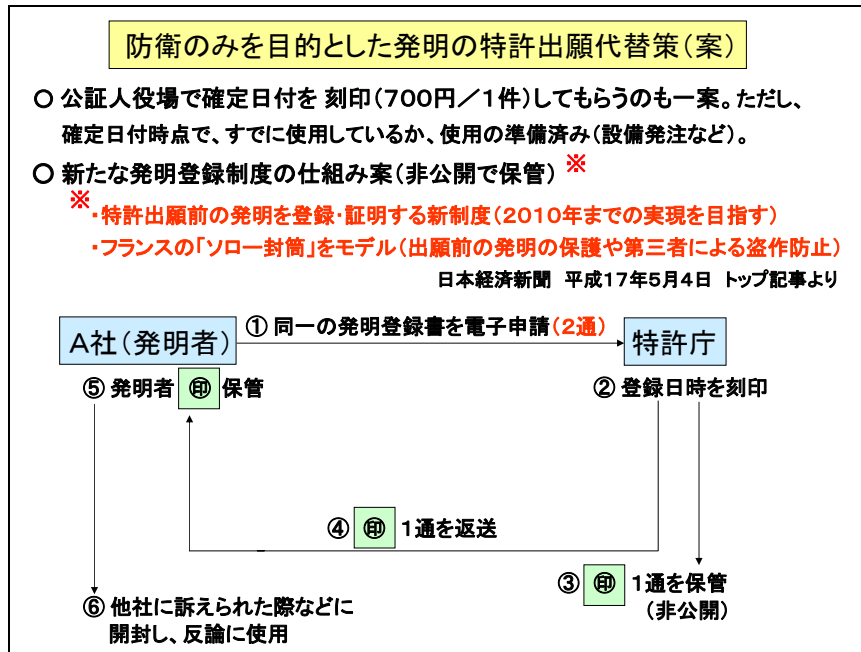 防衛のみを目的とした発明の特許出願代替策(案)
○ 公証人役場で確定日付を 刻印(700円/1件)してもらうのも一案。ただし、
確定日付時点で、すでに使用しているか、使用の準備済み(設備発注など)。
○ 新たな発明登録制度の仕組み案(非公開で保管) ※
※ ・特許出願前の発明を登録・証明する新制度(2010年までの実現を目指す)
・フランスの「ソロー封筒」をモデル(出願前の発明の保護や第三者による盗作防止)
日本経済新聞 平成17年5月4日 トップ記事より
A社(発明者)
① 同一の発明登録書を電子申請(2通)
特許庁
⑤ 発明者 ㊞ 保管
② 登録日時を刻印
④ ㊞ 1通を返送
③ ㊞ 1通を保管
(非公開)
⑥ 他社に訴えられた際などに
開封し、反論に使用